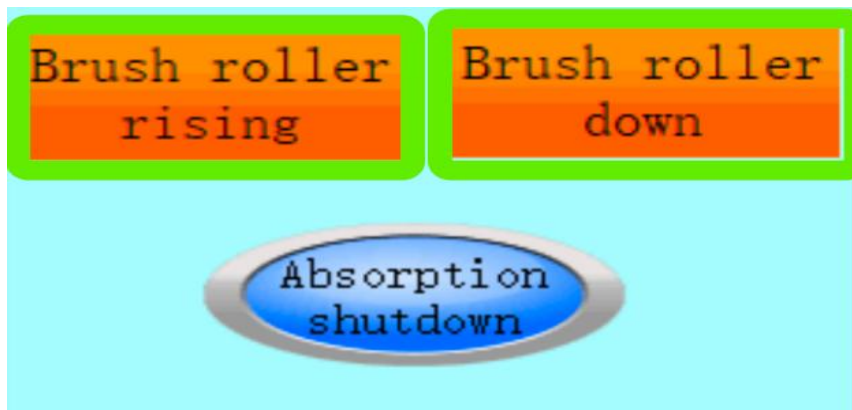 Brush roller
rising
Brush roller
down
Absorption
shutdown